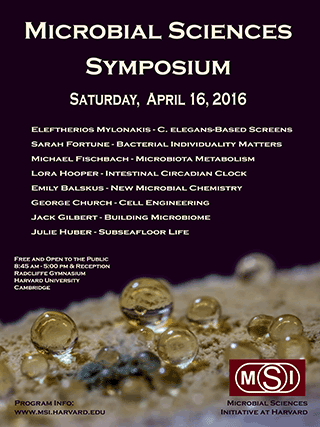 Microbial Sciences
Symposium
Saturday, April 16, 2016
Eleftherios Mylonakis - C. elegans-Based Screens
Sarah Fortune - Bacterial Individuality Matters
Michael Fischbach - Microbiota Metabolism
Lora Hooper - Intestinal Circadian Clock
Emily Balskus - New Microbial Chemistry
George Church - Cell Engineering
Jack Gilbert - Building Microbiome
Julie Huber - Subseafloor Life
Free and Open to the Public
8:45 am - 5:00 pm & Reception
Radcliffe Gymnasium
Harvard University
Cambridge
MSI
Program Info:
www.msi.harvard.edu
Microbial Sciences
Initiative at Harvard